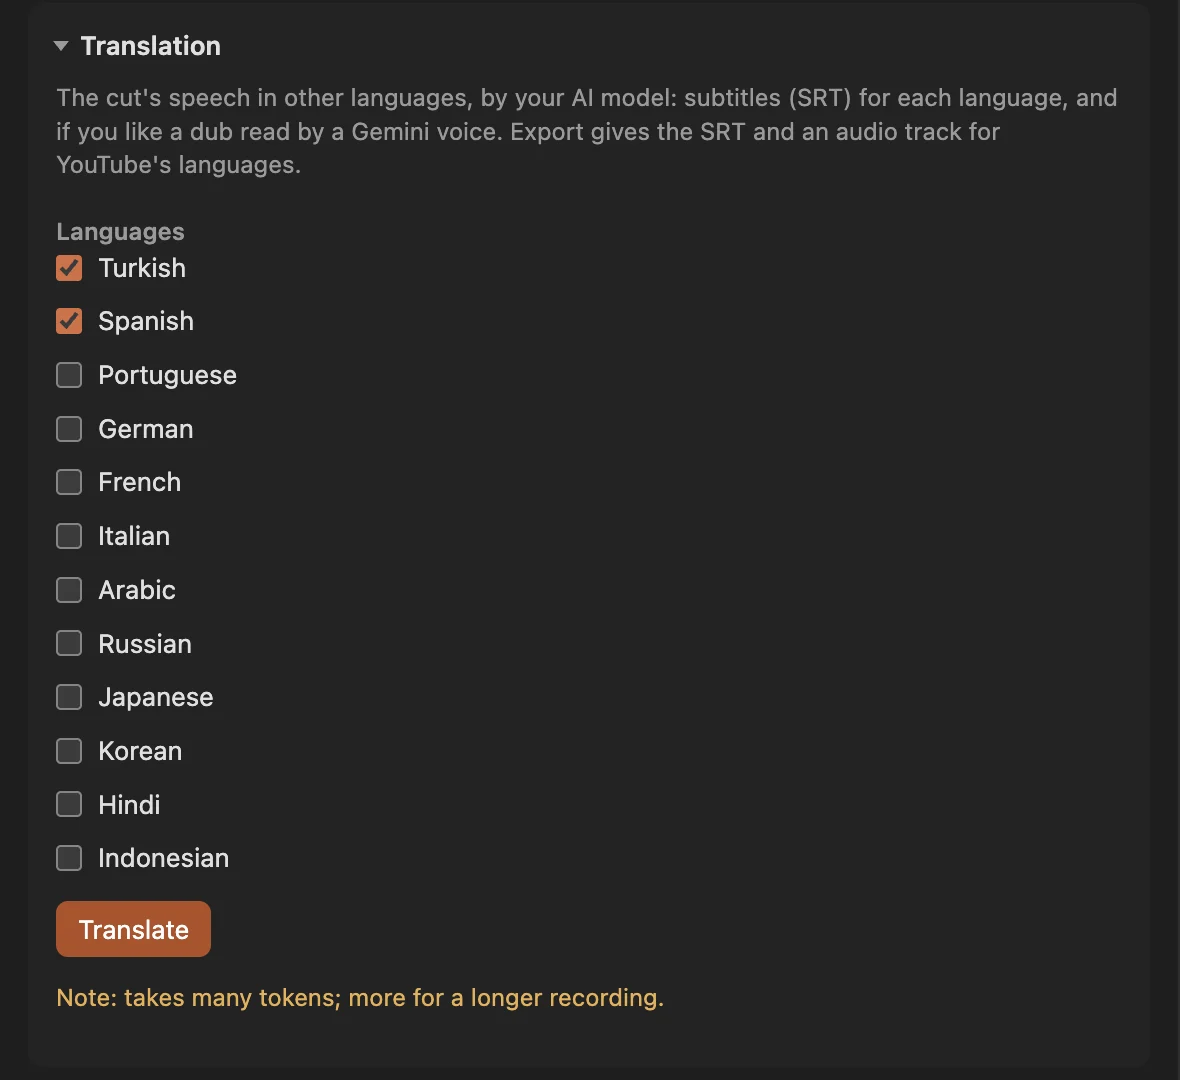 Translation
The cut's speech in other languages, by your AI model: subtitles (SRT) for each language, and
if you like a dub read by a Gemini voice. Export gives the SRT and an audio track for
YouTube's languages.
Languages
Turkish
Spanish
Portuguese
German
French
Italian
Arabic
Russian
Japanese
Korean
Hindi
Indonesian
Translate
Note: takes many tokens; more for a longer recording.